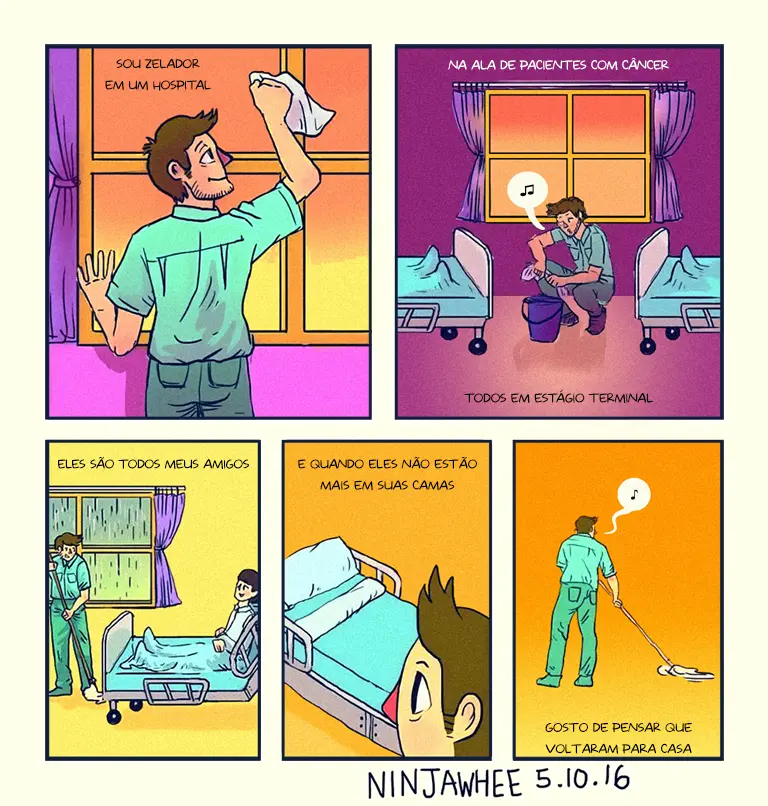 SOU ZELADOR
EM UM HOSPITAL
NA ALA DE PACIENTES COM CÂNCER
TODOS EM ESTÁGIO TERMINAL
ELES SÃO TODOS MEUS AMIGOS
E QUANDO ELES NÃO ESTÃO
MAIS EM SUAS CAMAS
GOSTO DE PENSAR QUE
VOLTARAM PARA CASA
NINJAWHEE 5.10.16